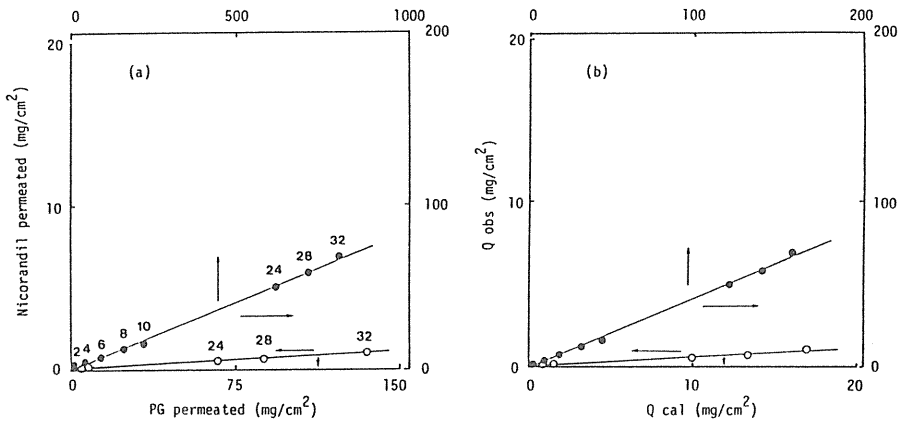 0 500 1000
20 200
(a)
Nicorandil permeated (mg/cm2)
10 100
2 4 6 8 10 24 28 32
24 28 32
0 0
0 75 150
PG permeated (mg/cm2)
0 100 200
20 200
(b)
Q obs (mg/cm2)
10 100
0 0
0 10 20
Q cal (mg/cm2)